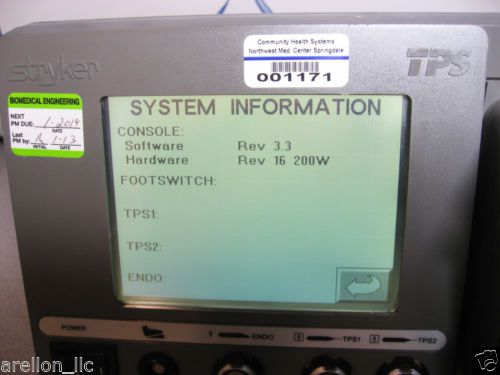 Community Health Systems
Northwest Med. Center Springdale
001171
stryker
TPS
BIOMEDICAL ENGINEERING
NEXT
PM DUE: 1-2014
DATE
Last
PM by: 1-13
INITIAL DATE
SYSTEM INFORMATION
CONSOLE:
Software Rev 3.3
Hardware Rev 16 200W
FOOTSWITCH:
TPS1:
TPS2:
ENDO:
POWER
ENDO
TPS1
TPS2
arellon_llc
arellon_llc